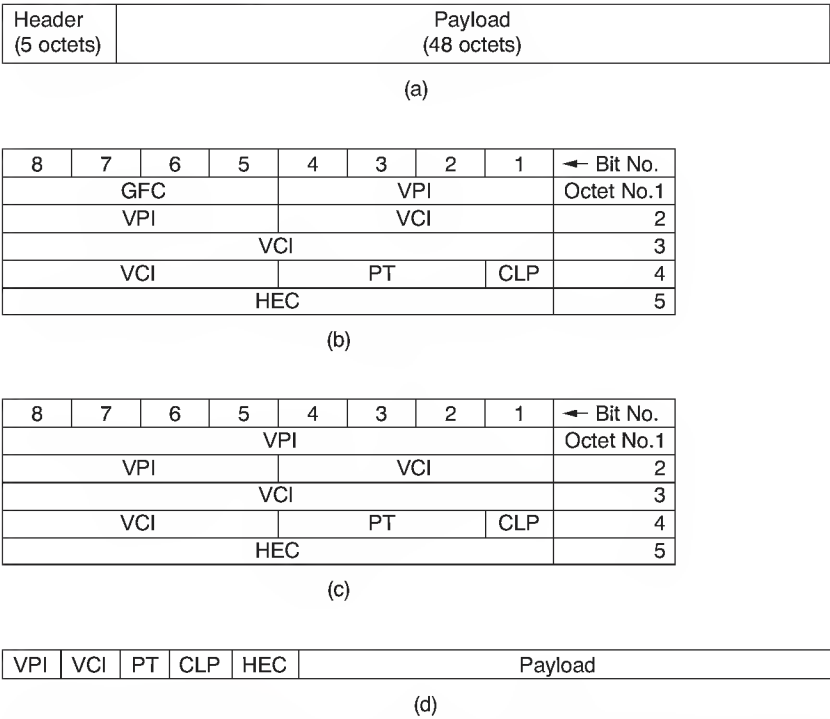 Header Payload
(5 octets) (48 octets)
(a)
8 7 6 5 4 3 2 1 ← Bit No.
GFC VPI Octet No.1
VPI VCI 2
VCI 3
VCI PT CLP 4
HEC 5
(b)
8 7 6 5 4 3 2 1 ← Bit No.
VPI Octet No.1
VPI VCI 2
VCI 3
VCI PT CLP 4
HEC 5
(c)
VPI VCI PT CLP HEC Payload
(d)